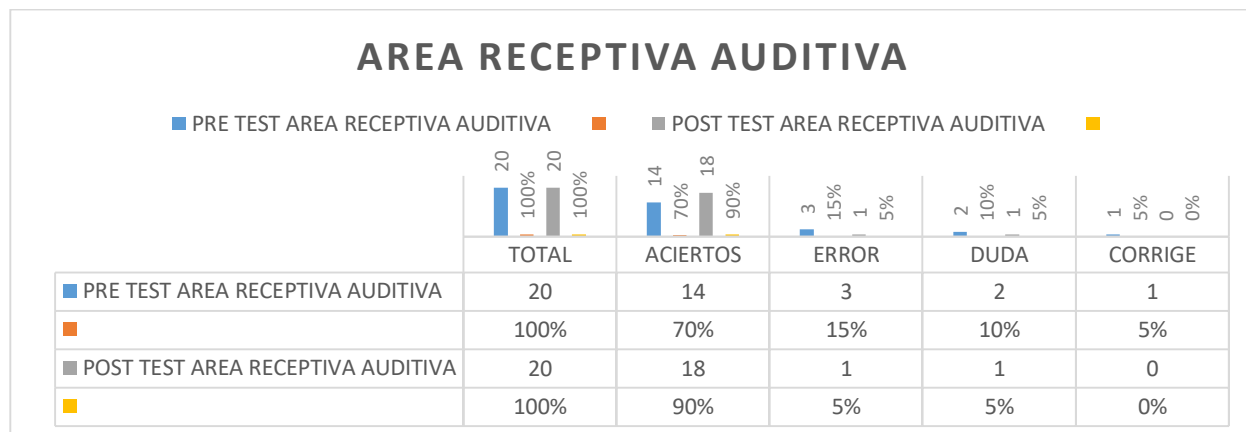 AREA RECEPTIVA AUDITIVA
PRE TEST AREA RECEPTIVA AUDITIVA POST TEST AREA RECEPTIVA AUDITIVA
20 100% 20 100% 14 70% 18 90% 3 15% 1 5% 2 10% 1 5% 1 5% 0 0%
TOTAL ACIERTOS ERROR DUDA CORRIGE
PRE TEST AREA RECEPTIVA AUDITIVA 20 14 3 2 1
100% 70% 15% 10% 5%
POST TEST AREA RECEPTIVA AUDITIVA 20 18 1 1 0
100% 90% 5% 5% 0%